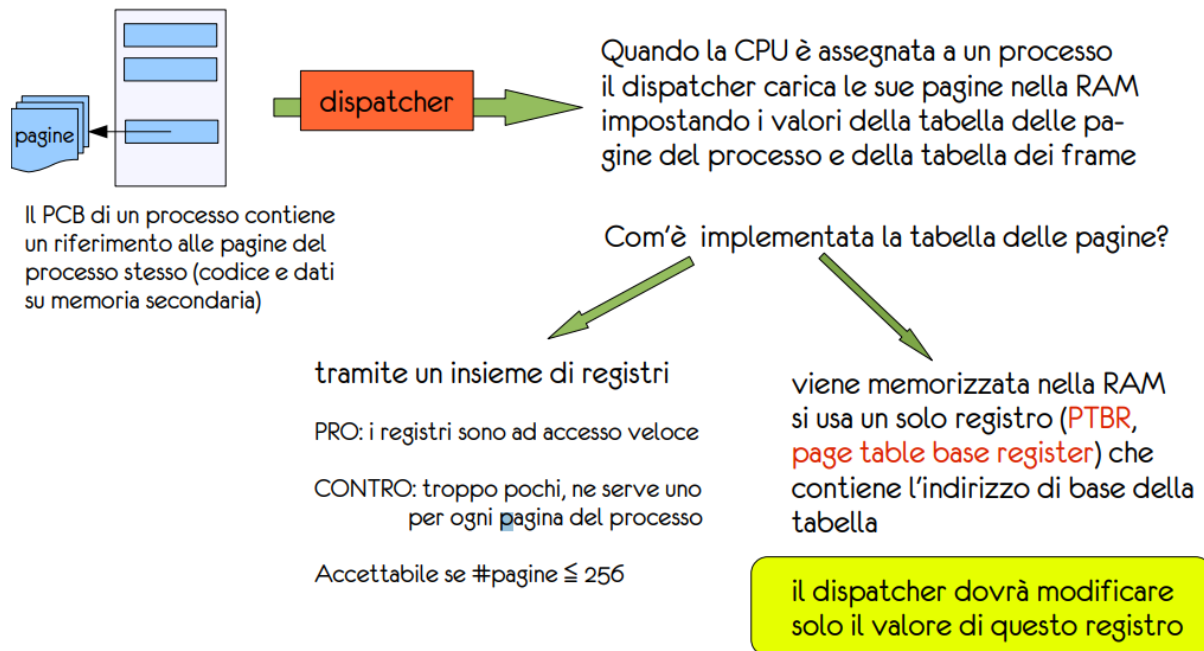 pagine
dispatcher
Quando la CPU è assegnata a un processo
il dispatcher carica le sue pagine nella RAM
impostando i valori della tabella delle pa-
gine del processo e della tabella dei frame
Il PCB di un processo contiene
un riferimento alle pagine del
processo stesso (codice e dati
su memoria secondaria)
Com'è implementata la tabella delle pagine?
tramite un insieme di registri
PRO: i registri sono ad accesso veloce
CONTRO: troppo pochi, ne serve uno
per ogni pagina del processo
Accettabile se #pagine ≦ 256
viene memorizzata nella RAM
si usa un solo registro (PTBR,
page table base register) che
contiene l'indirizzo di base della
tabella
il dispatcher dovrà modificare
solo il valore di questo registro